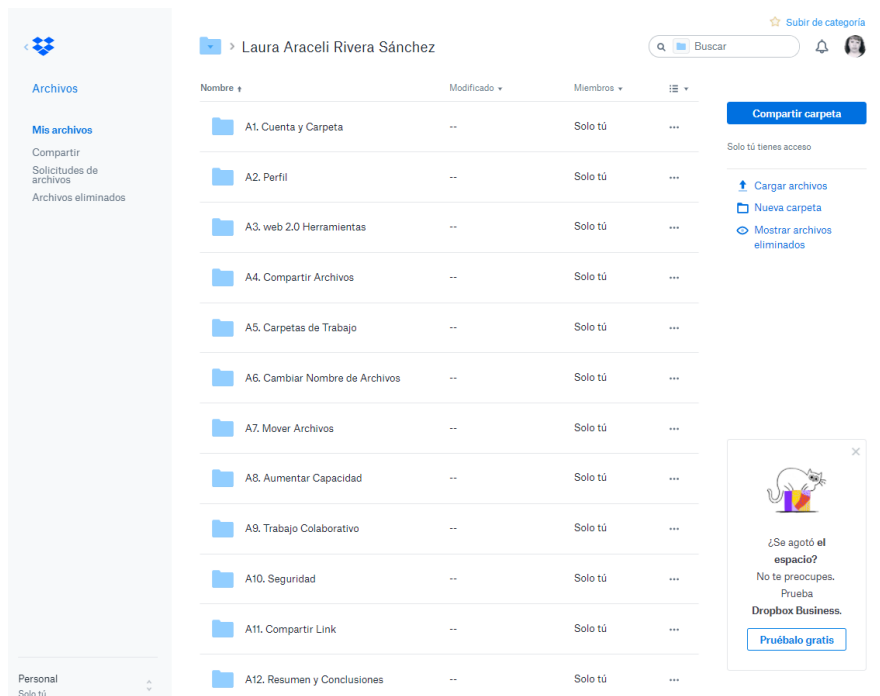 Subir de categoría
Laura Araceli Rivera Sánchez
Buscar
Archivos
Mis archivos
Compartir
Solicitudes de
archivos
Archivos eliminados
Nombre Modificado Miembros
A1. Cuenta y Carpeta -- Solo tú
A2. Perfil -- Solo tú
A3. web 2.0 Herramientas -- Solo tú
A4. Compartir Archivos -- Solo tú
A5. Carpetas de Trabajo -- Solo tú
A6. Cambiar Nombre de Archivos -- Solo tú
A7. Mover Archivos -- Solo tú
A8. Aumentar Capacidad -- Solo tú
A9. Trabajo Colaborativo -- Solo tú
A10. Seguridad -- Solo tú
A11. Compartir Link -- Solo tú
A12. Resumen y Conclusiones -- Solo tú
Compartir carpeta
Solo tú tienes acceso
Cargar archivos
Nueva carpeta
Mostrar archivos
eliminados
¿Se agotó el
espacio?
No te preocupes.
Prueba
Dropbox Business.
Pruébalo gratis
Personal
Solo tú